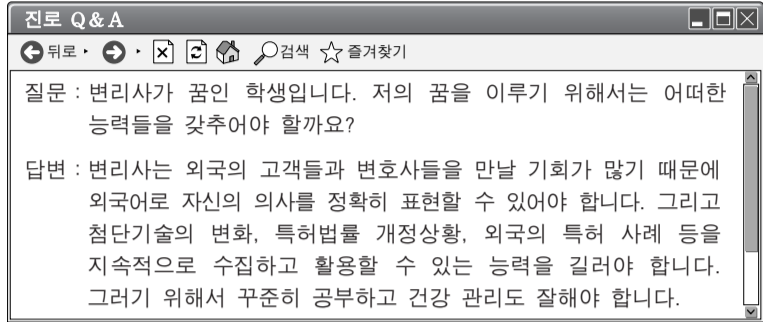 진로 Q&A
뒤로 검색 즐겨찾기
질문 : 변리사가 꿈인 학생입니다. 저의 꿈을 이루기 위해서는 어떠한
능력들을 갖추어야 할까요?
답변 : 변리사는 외국의 고객들과 변호사들을 만날 기회가 많기 때문에
외국어로 자신의 의사를 정확히 표현할 수 있어야 합니다. 그리고
첨단기술의 변화, 특허법률 개정상황, 외국의 특허 사례 등을
지속적으로 수집하고 활용할 수 있는 능력을 길러야 합니다.
그러기 위해서 꾸준히 공부하고 건강 관리도 잘해야 합니다.